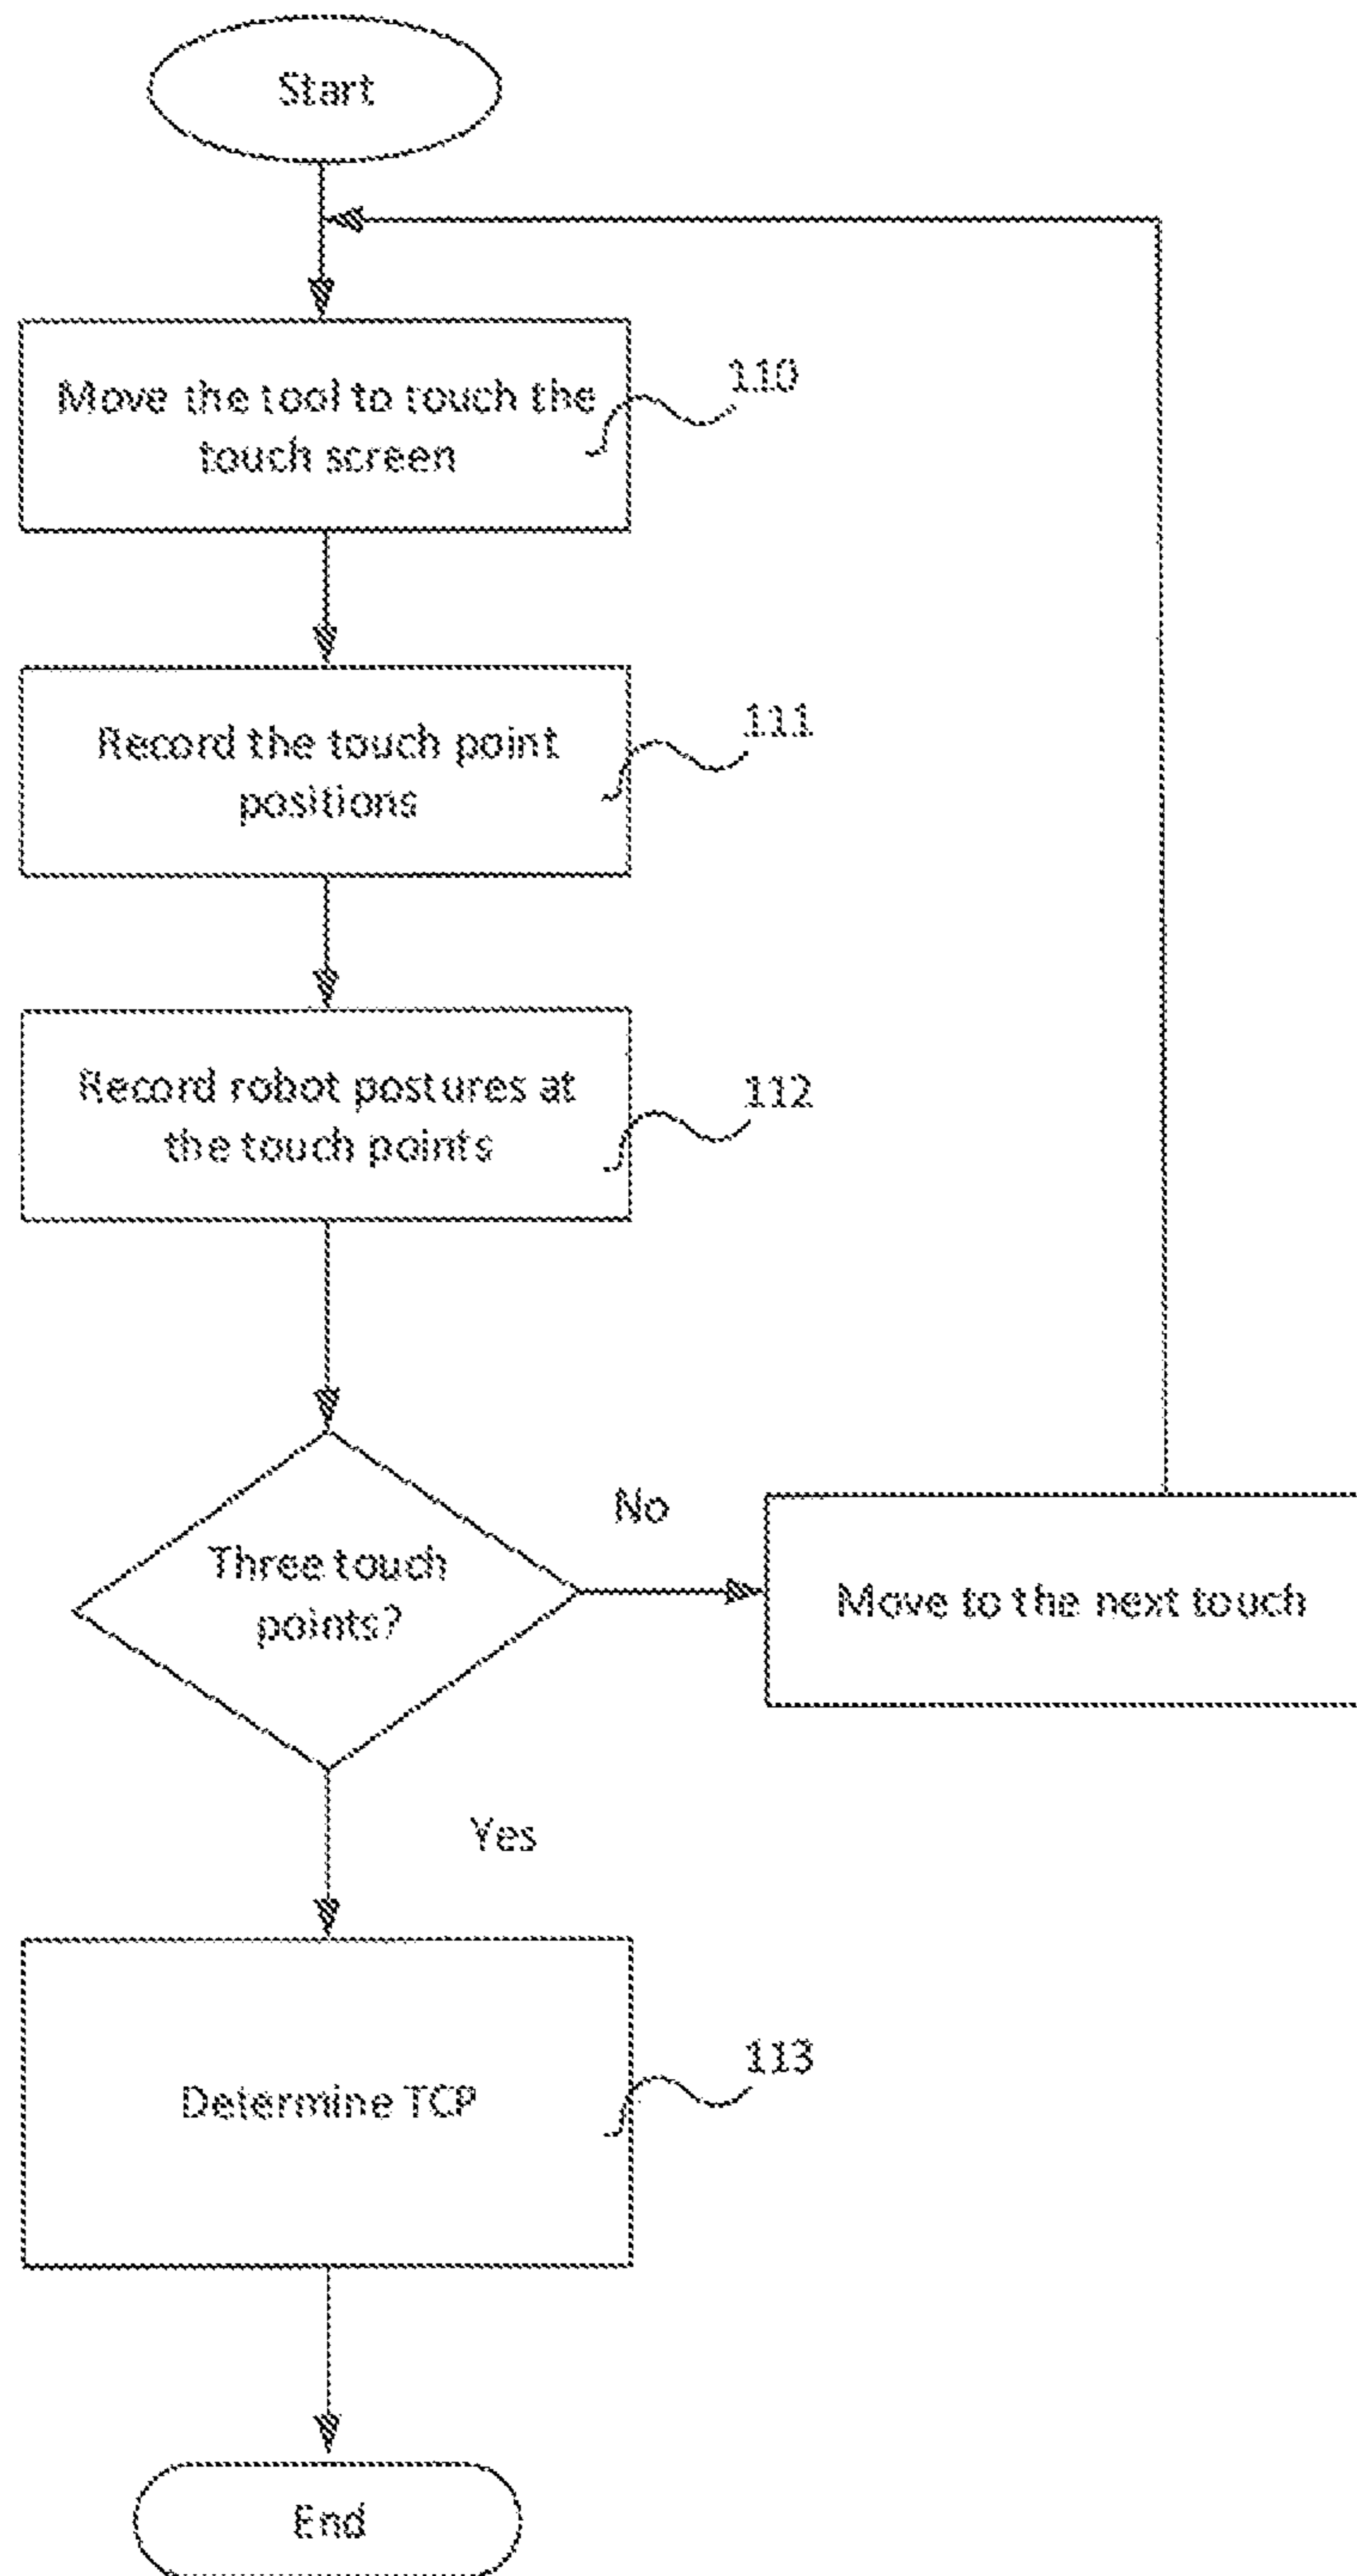 Start
Move the tool to touch the
touch screen
110
Record the touch point
positions
111
Record robot postures at
the touch points
112
Three touch
points?
No
Move to the next touch
Yes
Determine TCP
113
End